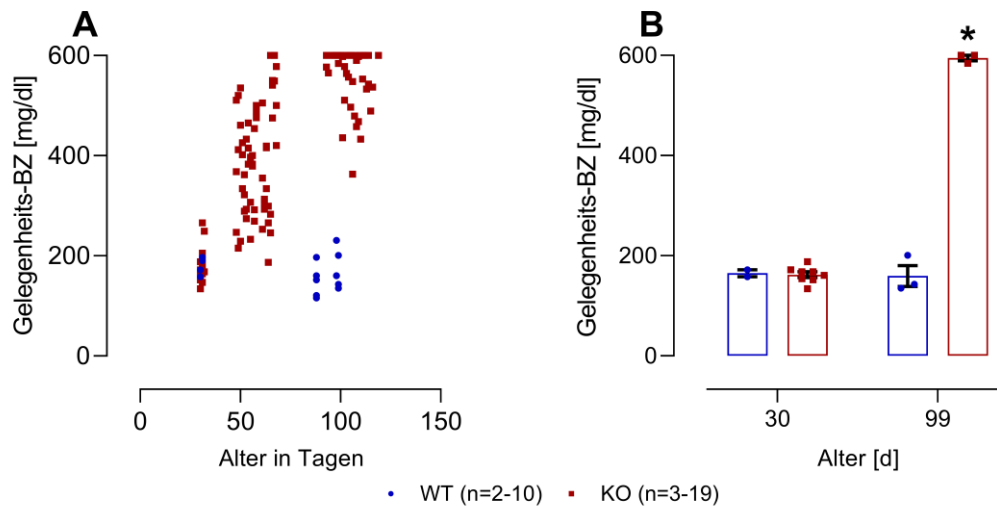 A
Gelegenheits-BZ [mg/dl]
600
400
200
0
0 50 100 150
Alter in Tagen
B
*
Gelegenheits-BZ [mg/dl]
600
400
200
0
30 99
Alter [d]
WT (n=2-10) KO (n=3-19)